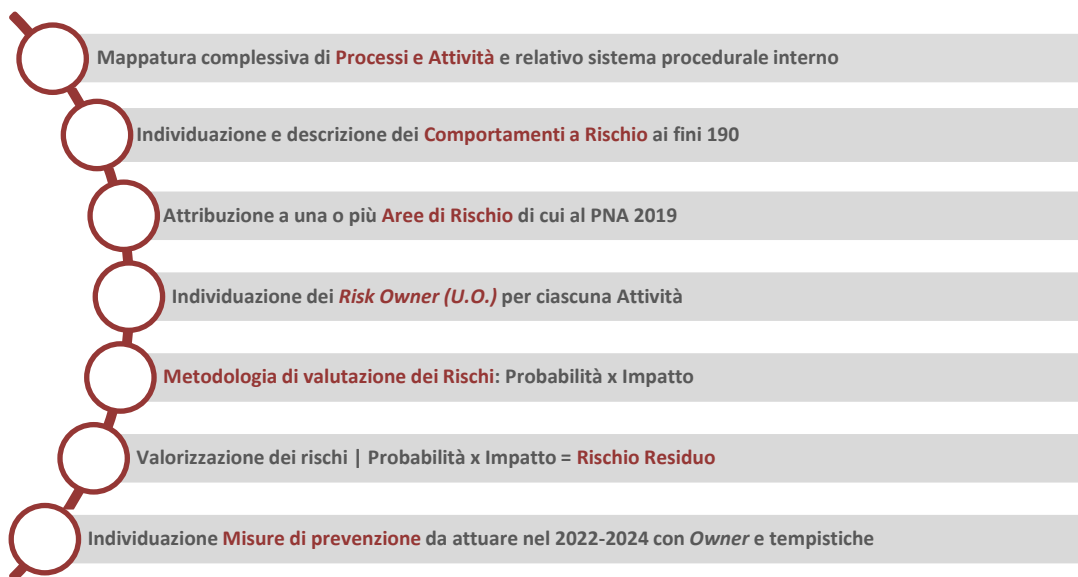 Mappatura complessiva di Processi e Attività e relativo sistema procedurale interno
Individuazione e descrizione dei Comportamenti a Rischio ai fini 190
Attribuzione a una o più Aree di Rischio di cui al PNA 2019
Individuazione dei Risk Owner (U.O.) per ciascuna Attività
Metodologia di valutazione dei Rischi: Probabilità x Impatto
Valorizzazione dei rischi | Probabilità x Impatto = Rischio Residuo
Individuazione Misure di prevenzione da attuare nel 2022-2024 con Owner e tempistiche